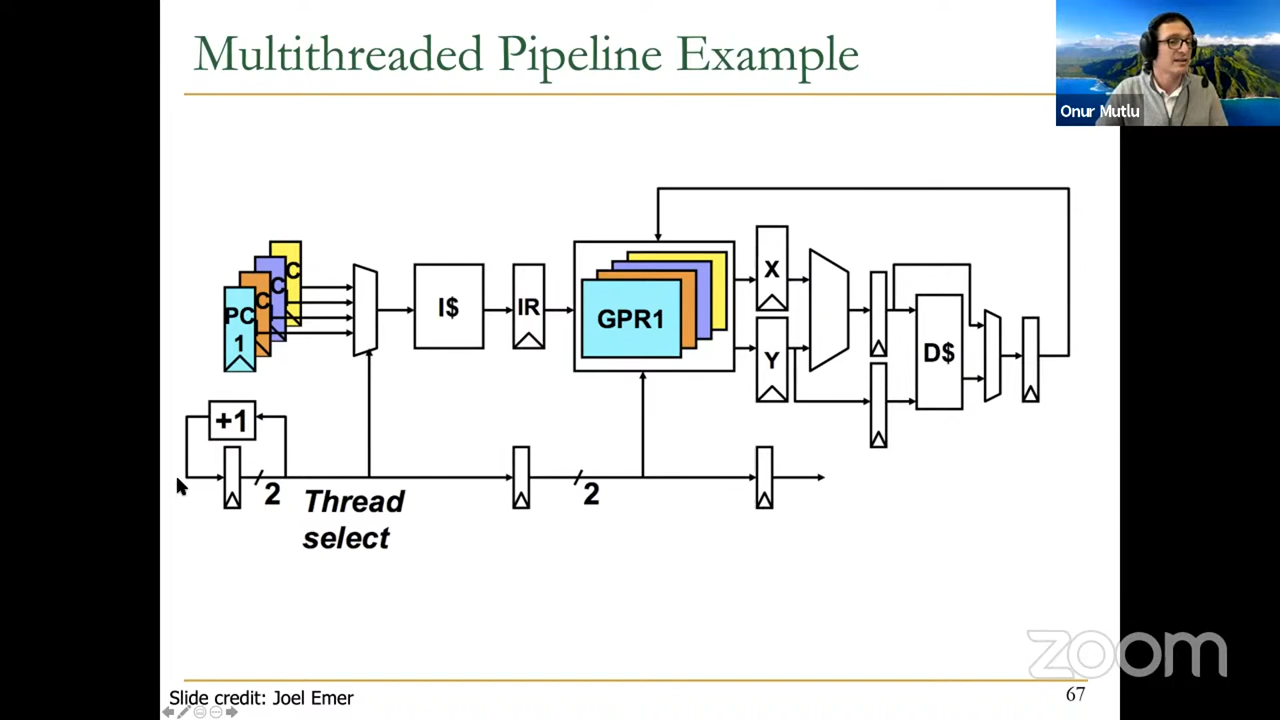 Multithreaded Pipeline Example
Onur Mutlu
C
C
C
PC
1
I$
IR
GPR1
X
Y
D$
+1
2
Thread
select
2
zoom
Slide credit: Joel Emer
67